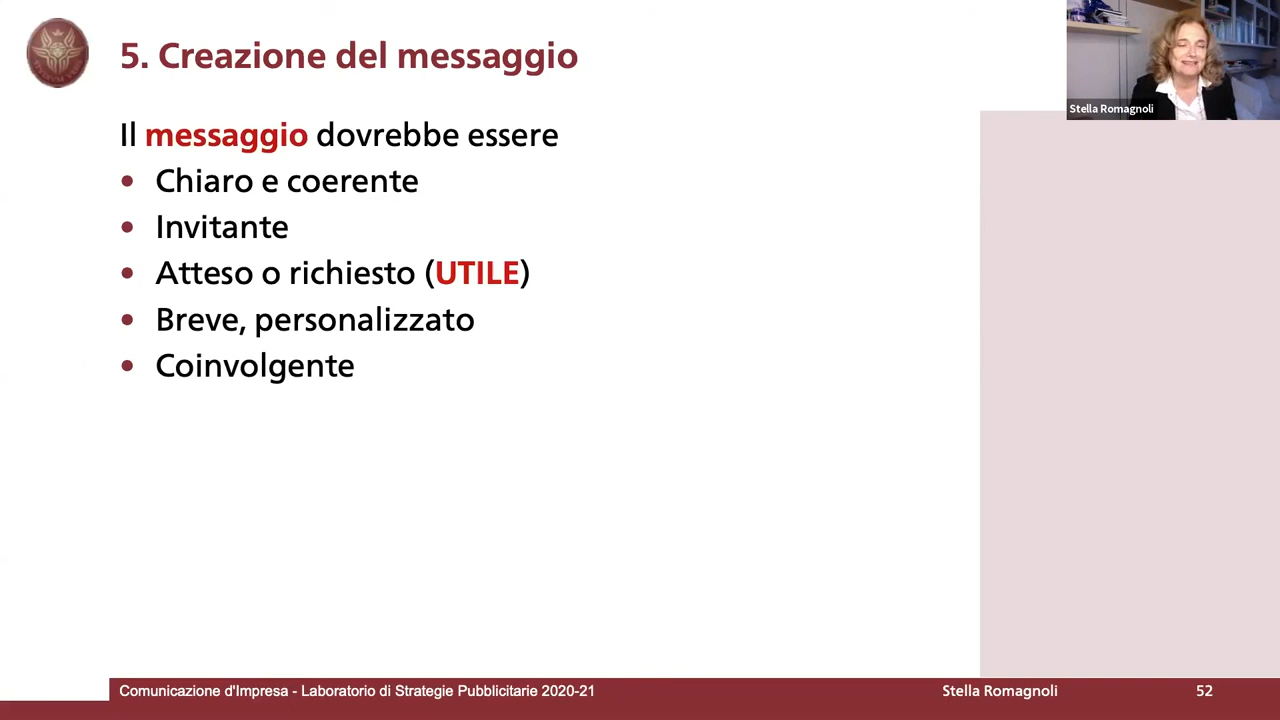 5. Creazione del messaggio
Stella Romagnoli
Il messaggio dovrebbe essere
• Chiaro e coerente
• Invitante
• Atteso o richiesto (UTILE)
• Breve, personalizzato
• Coinvolgente
Comunicazione d'Impresa - Laboratorio di Strategie Pubblicitarie 2020-21
Stella Romagnoli
52